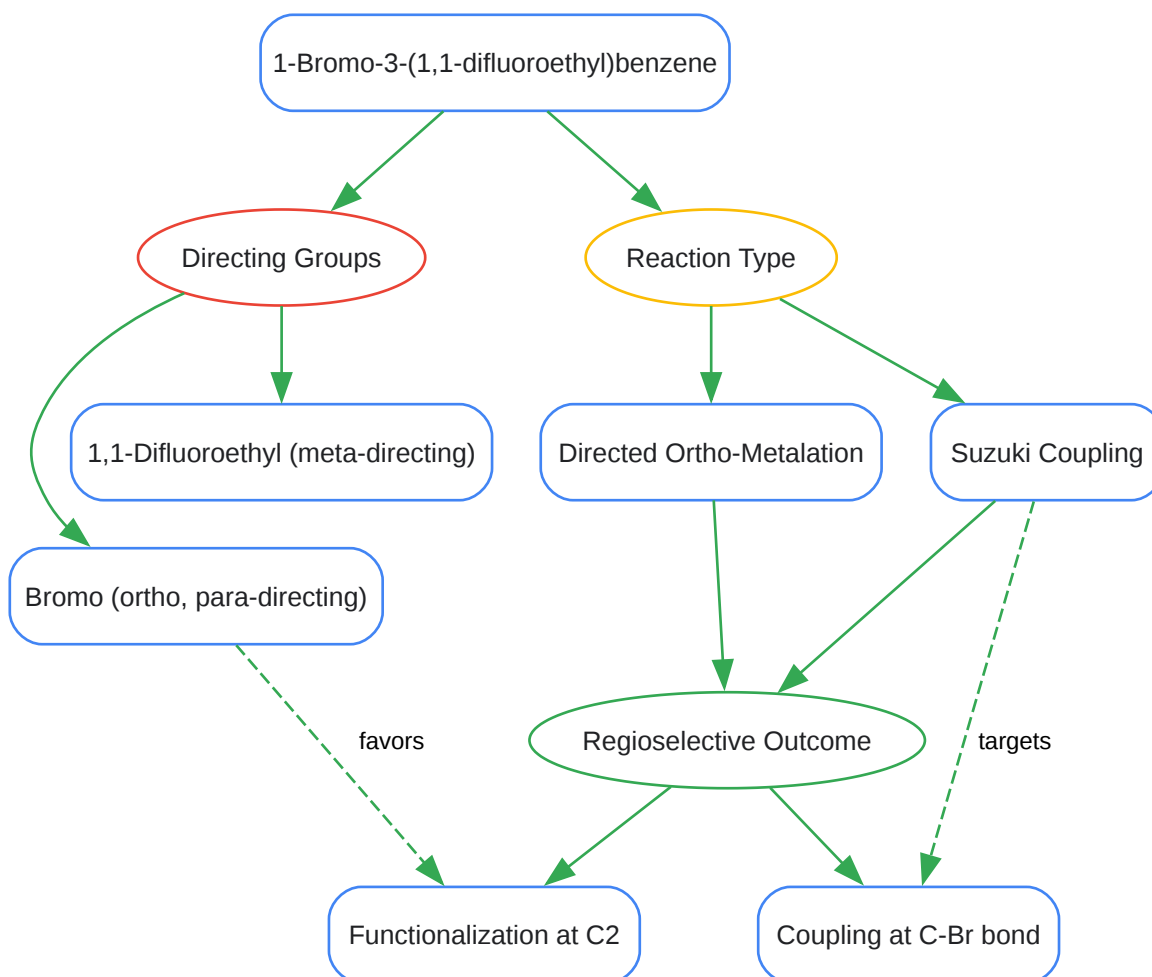 1-Bromo-3-(1,1-difluoroethyl)benzene
Directing Groups
Reaction Type
1,1-Difluoroethyl (meta-directing)
Directed Ortho-Metalation
Suzuki Coupling
Bromo (ortho, para-directing)
favors
Regioselective Outcome
targets
Functionalization at C2
Coupling at C-Br bond